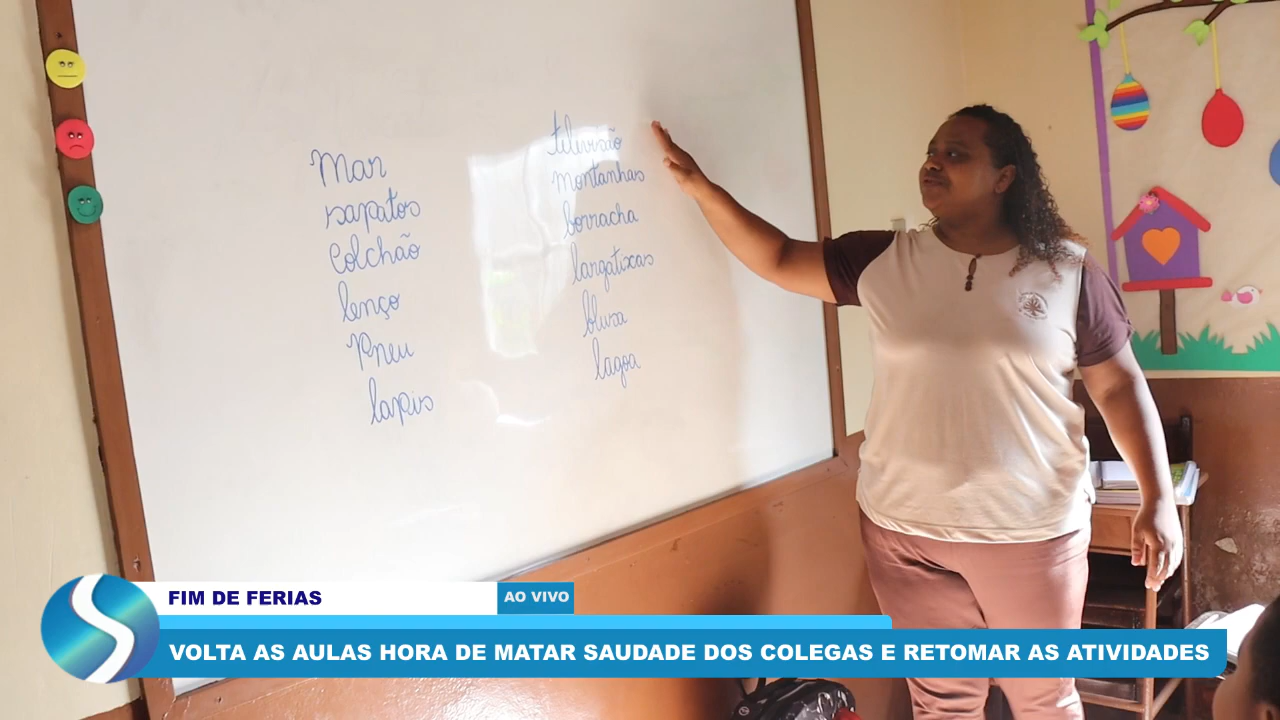 Mar
sapatos
Colchão
lenço
Pneu
lapis
televisão
montanhas
borracha
largatixas
blusa
lagoa
FIM DE FERIAS
AO VIVO
VOLTA AS AULAS HORA DE MATAR SAUDADE DOS COLEGAS E RETOMAR AS ATIVIDADES